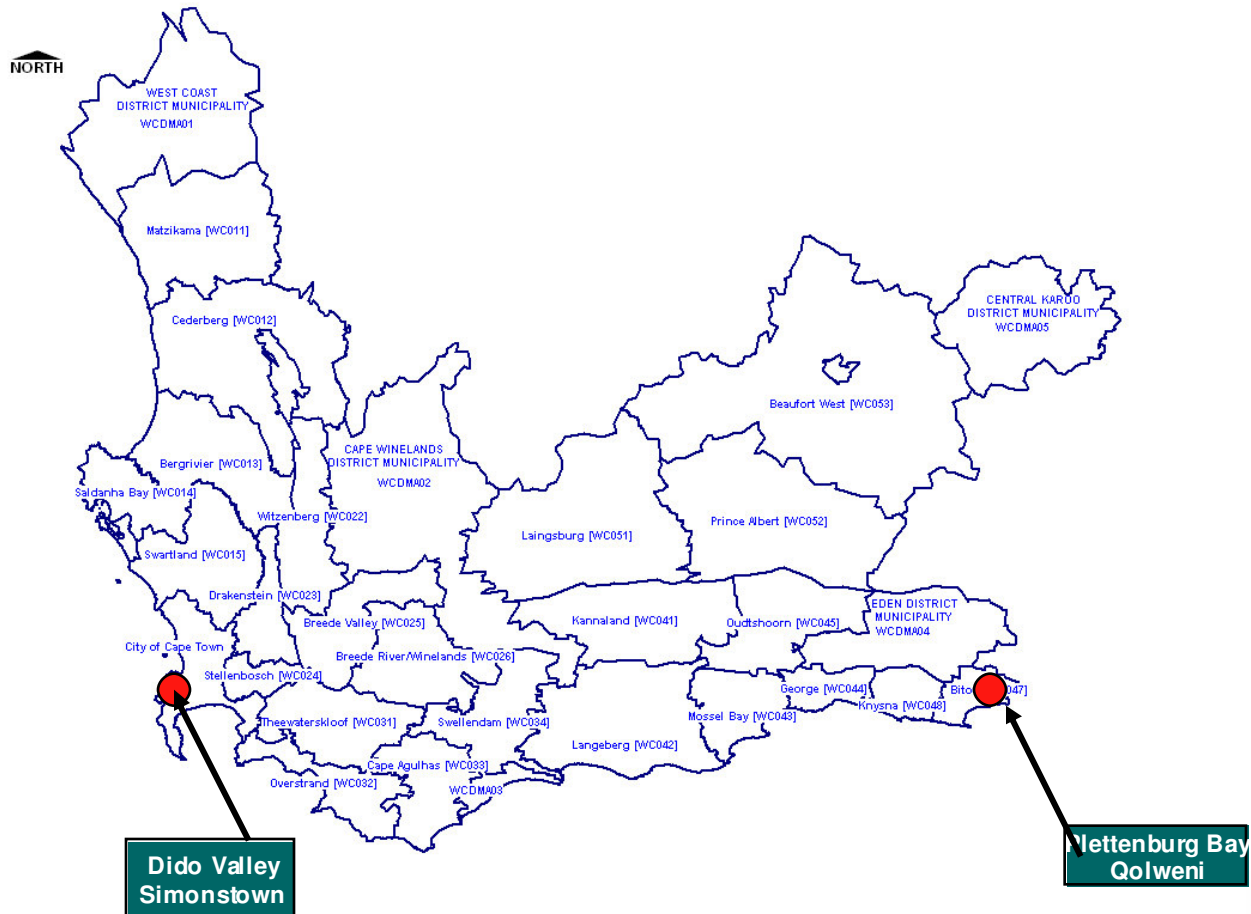 NORTH
WEST COAST
DISTRICT MUNICIPALITY
WCDMA01
Matzikama [WC011]
Cederberg [WC012]
CENTRAL KAROO
DISTRICT MUNICIPALITY
WCDMA05
Beaufort West [WC053]
CAPE WINELANDS
DISTRICT MUNICIPALITY
WCDMA02
Bergrivier [WC013]
Saldanha Bay [WC014]
Witzenberg [WC022]
Prince Albert [WC052]
Laingsburg [WC051]
Swartland [WC015]
Drakenstein [WC023]
EDEN DISTRICT
MUNICIPALITY
WCDMA04
Kannaland [WC041]
Oudtshoorn [WC045]
Breede Valley [WC025]
City of Cape Town
Breede River/Winelands [WC026]
Stellenbosch [WC024]
George [WC044]
Knysna [WC048]
Theewaterskloof [WC031]
Swellendam [WC034]
Mossel Bay [WC043]
Langeberg [WC042]
Cape Agulhas [WC033]
Overstrand [WC032]
WCDMA03
Dido Valley
Simonstown
Plettenburg Bay
Qolweni